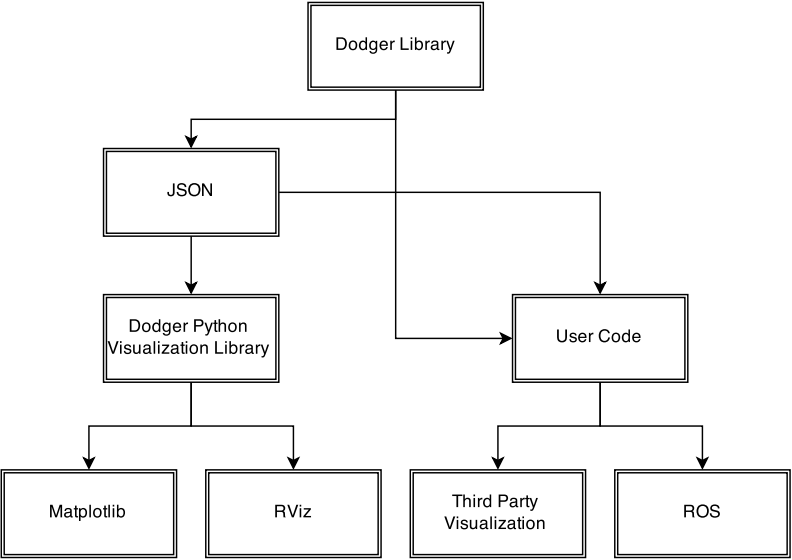 Dodger Library
JSON
Dodger Python
Visualization Library
User Code
Matplotlib
RViz
Third Party
Visualization
ROS